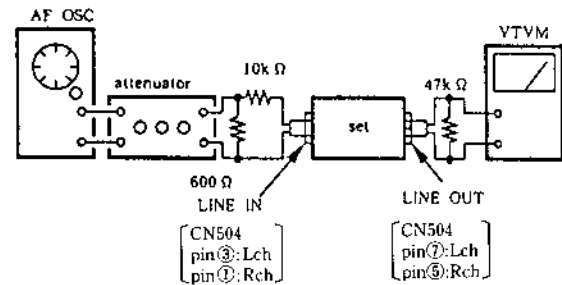 AF OSC
VTVM
attenuator
10k Ω
47k Ω
set
600 Ω
LINE IN
LINE OUT
CN504
pin③:Lch
pin①:Rch
CN504
pin⑦:Lch
pin⑤:Rch